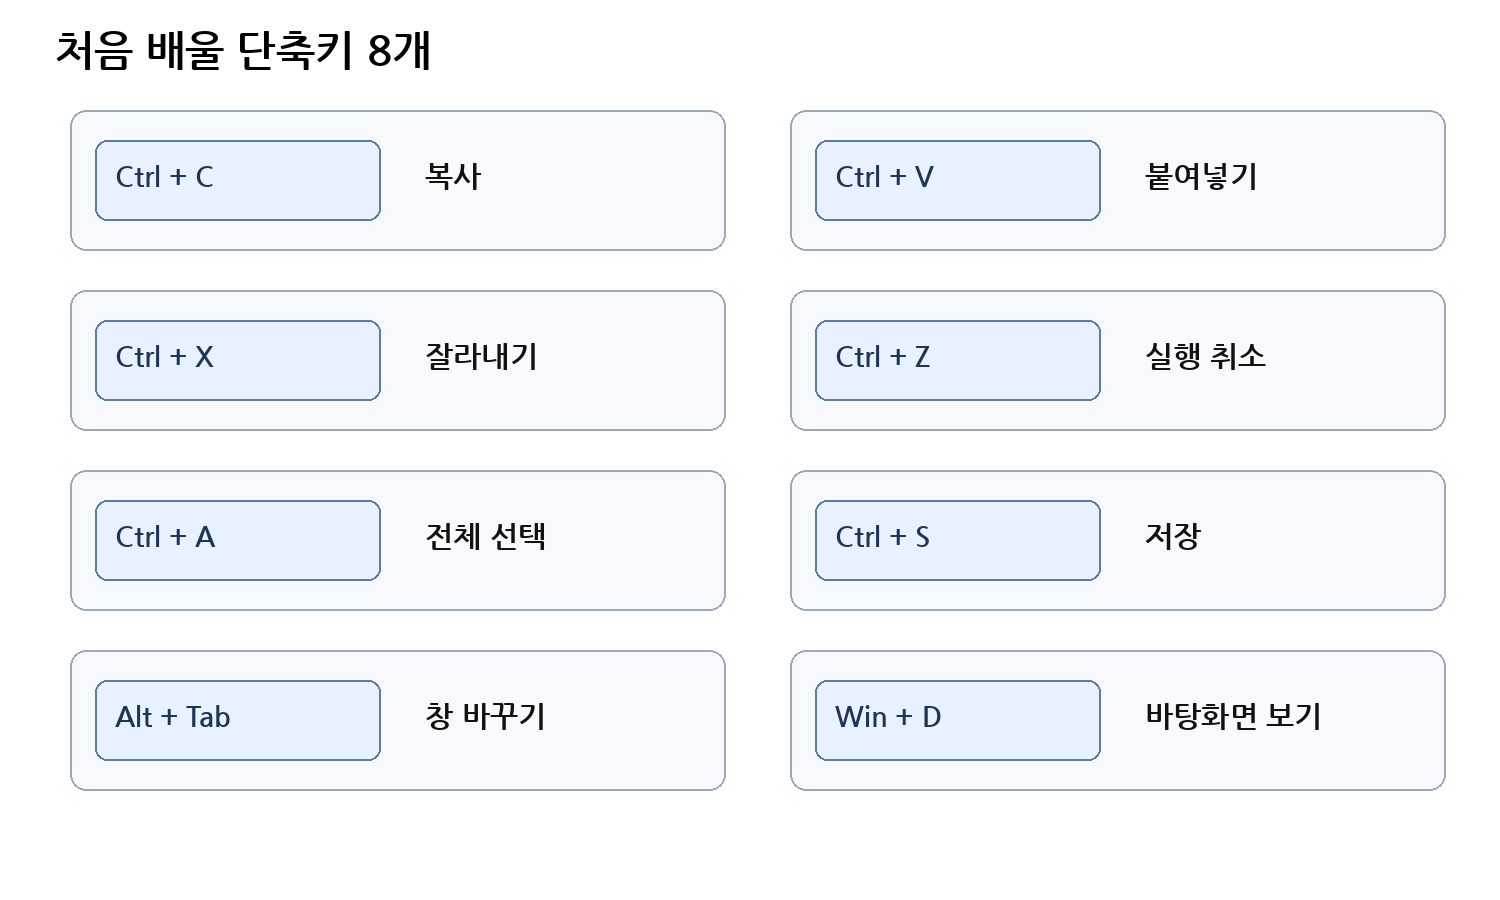 처음 배울 단축키 8개
Ctrl + C 복사
Ctrl + V 붙여넣기
Ctrl + X 잘라내기
Ctrl + Z 실행 취소
Ctrl + A 전체 선택
Ctrl + S 저장
Alt + Tab 창 바꾸기
Win + D 바탕화면 보기